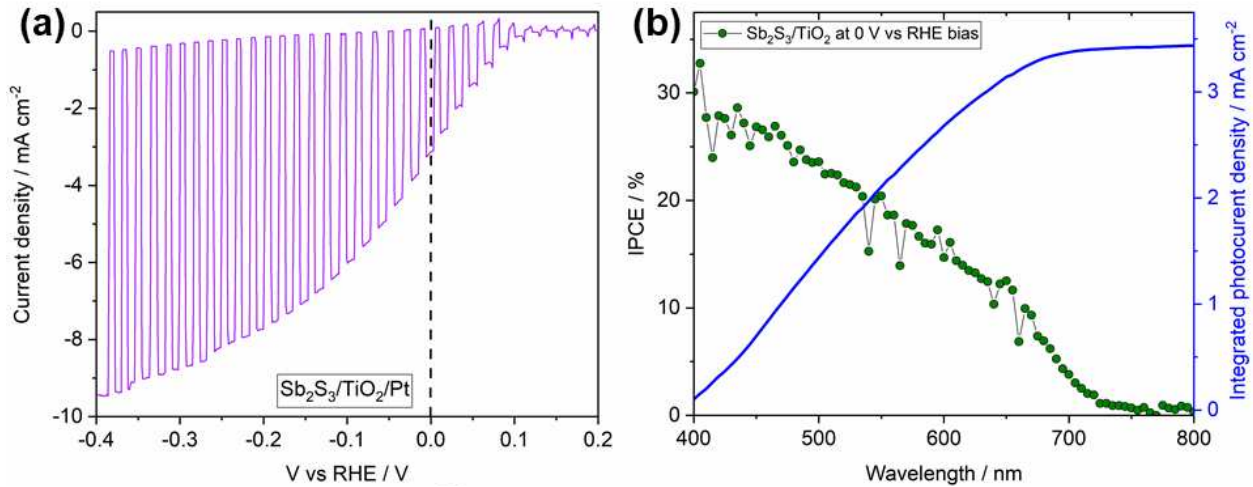 (a)
0
-2
-4
-6
-8
-10
Current density / mA cm⁻²
Sb₂S₃/TiO₂/Pt
-0.4 -0.3 -0.2 -0.1 0.0 0.1 0.2
V vs RHE / V
(b)
Sb₂S₃/TiO₂ at 0 V vs RHE bias
30
20
10
0
IPCE / %
3
2
1
0
Integrated photocurent density / mA cm⁻²
400 500 600 700 800
Wavelength / nm